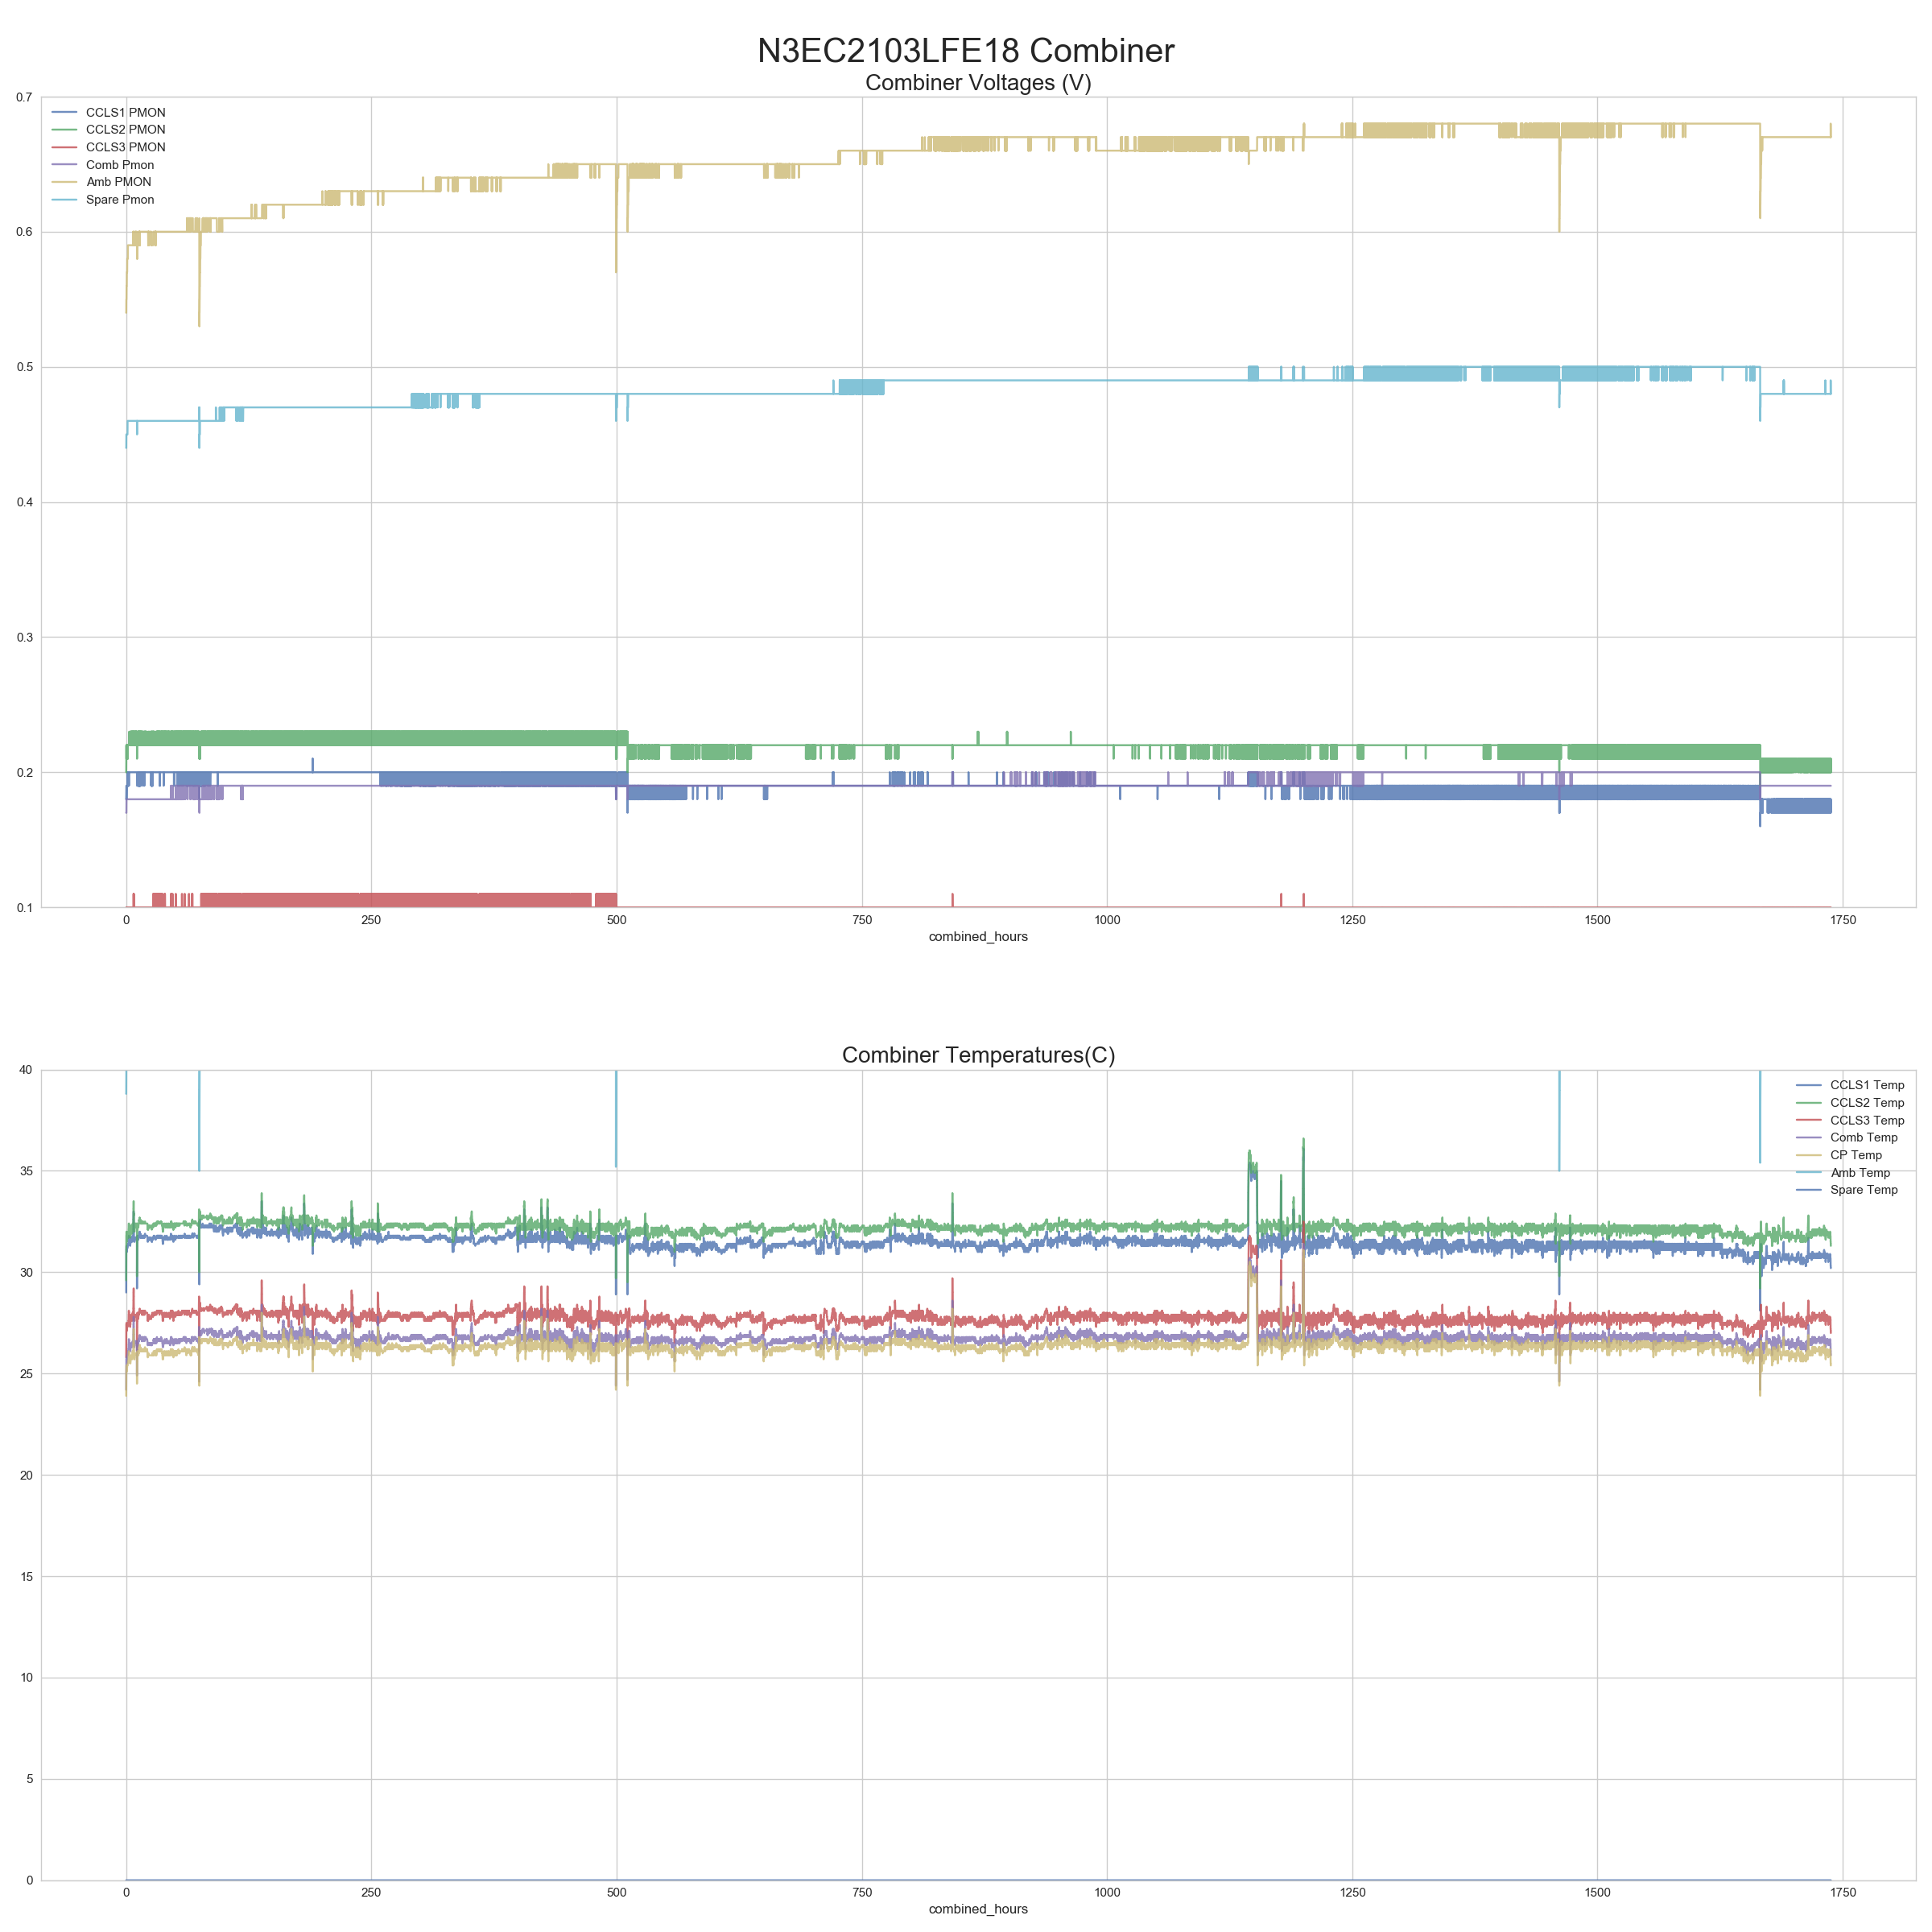 N3EC2103LFE18 Combiner
Combiner Voltages (V)
0.7
0.6
0.5
0.4
0.3
0.2
0.1
CCLS1 PMON
CCLS2 PMON
CCLS3 PMON
Comb Pmon
Amb PMON
Spare Pmon
0 250 500 750 1000 1250 1500 1750
combined_hours
Combiner Temperatures(C)
40
35
30
25
20
15
10
5
0
CCLS1 Temp
CCLS2 Temp
CCLS3 Temp
Comb Temp
CP Temp
Amb Temp
Spare Temp
0 250 500 750 1000 1250 1500 1750
combined_hours